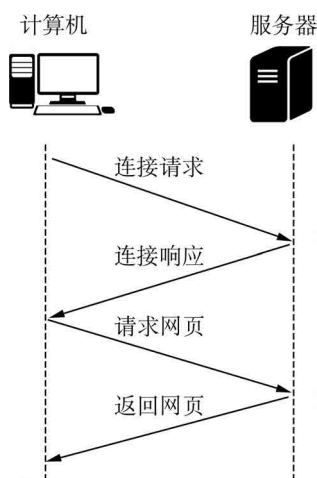 计算机
服务器
连接请求
连接响应
请求网页
返回网页